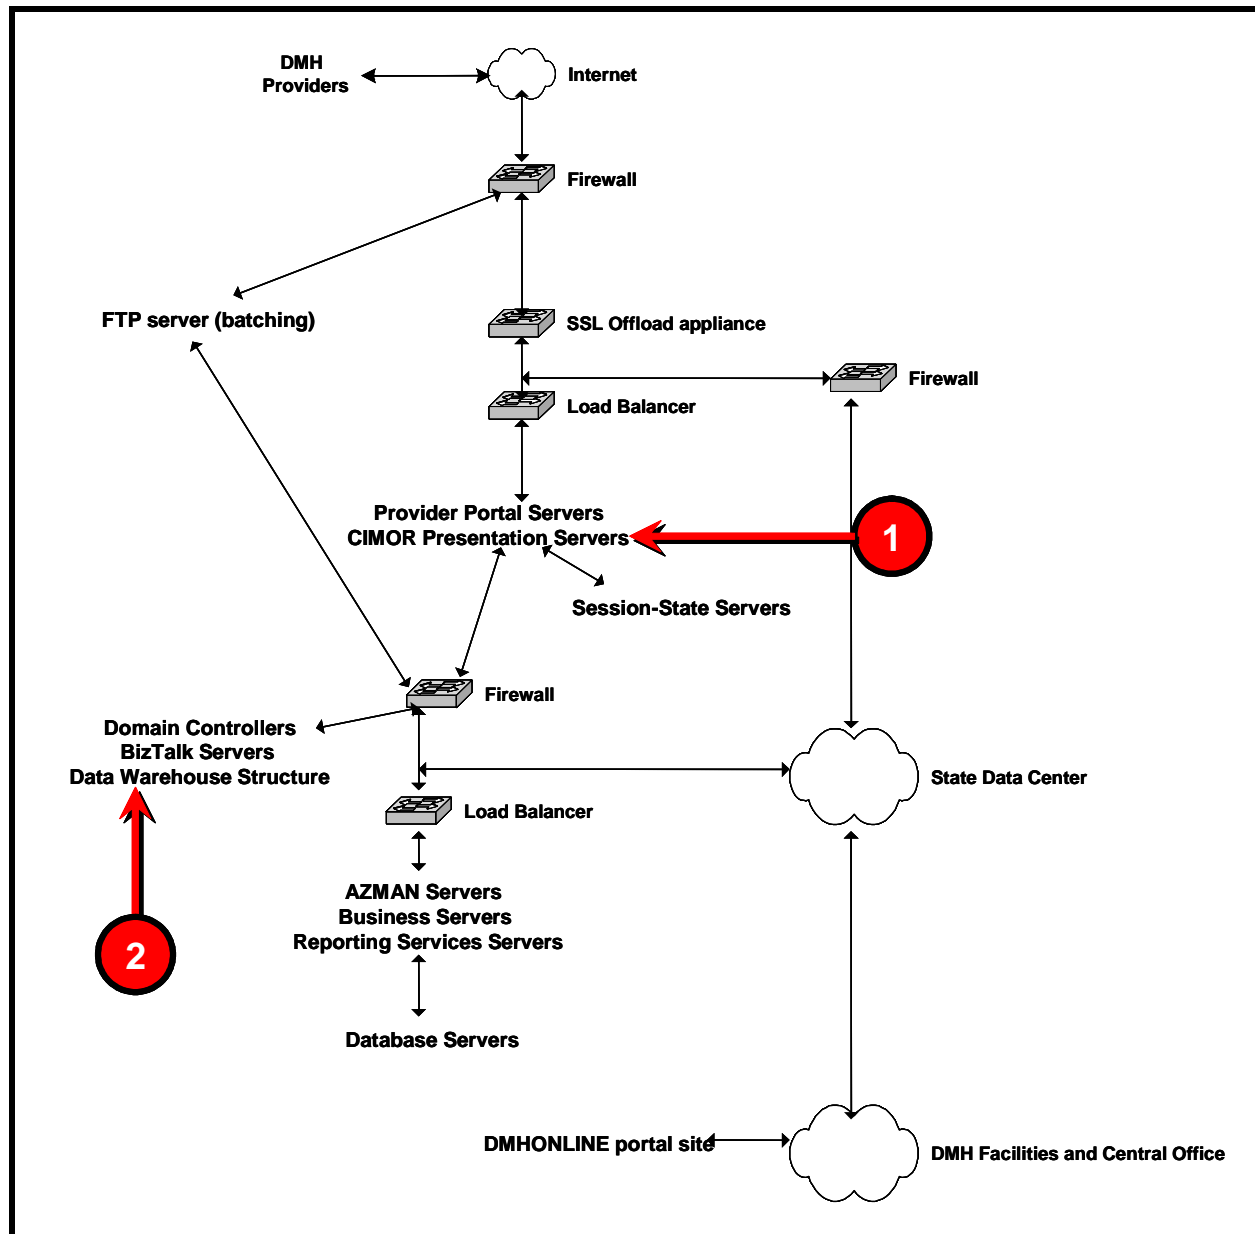 DMH
Providers
Internet
Firewall
FTP server (batching)
SSL Offload appliance
Firewall
Load Balancer
Provider Portal Servers
CIMOR Presentation Servers
1
Session-State Servers
Firewall
Domain Controllers
BizTalk Servers
Data Warehouse Structure
State Data Center
Load Balancer
AZMAN Servers
Business Servers
Reporting Services Servers
2
Database Servers
DMHONLINE portal site
DMH Facilities and Central Office